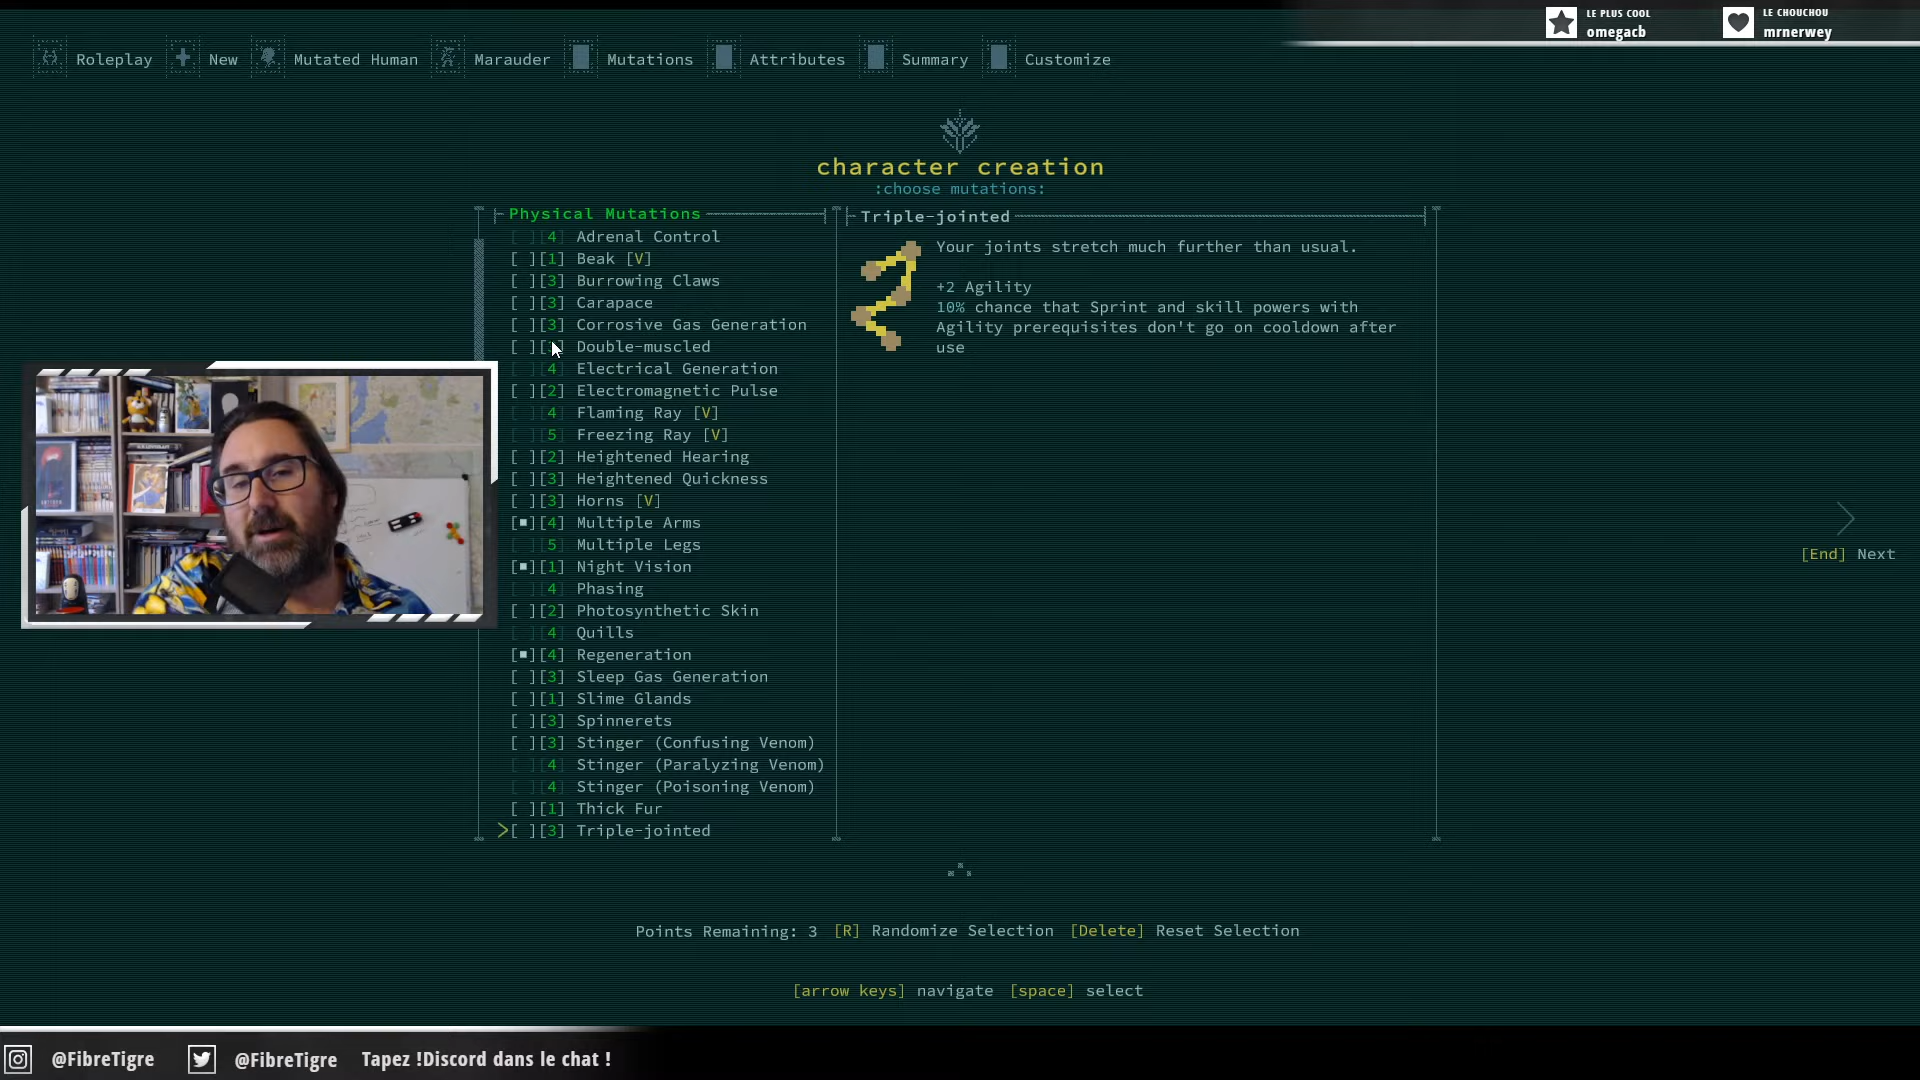 LE PLUS COOL
omegacb
LE CHOUCHOU
mrnerwey
Roleplay
New
Mutated Human
Marauder
Mutations
Attributes
Summary
Customize
character creation
:choose mutations:
Physical Mutations
[ ][4] Adrenal Control
[ ][1] Beak [V]
[ ][3] Burrowing Claws
[ ][3] Carapace
[ ][3] Corrosive Gas Generation
Double-muscled
[ ][4] Electrical Generation
[ ][2] Electromagnetic Pulse
[ ][4] Flaming Ray [V]
[ ][5] Freezing Ray [V]
[ ][2] Heightened Hearing
[ ][3] Heightened Quickness
[ ][3] Horns [V]
[■][4] Multiple Arms
[ ][5] Multiple Legs
[■][1] Night Vision
[ ][4] Phasing
[ ][2] Photosynthetic Skin
[ ][4] Quills
[■][4] Regeneration
[ ][3] Sleep Gas Generation
[ ][1] Slime Glands
[ ][3] Spinnerets
[ ][3] Stinger (Confusing Venom)
[ ][4] Stinger (Paralyzing Venom)
[ ][4] Stinger (Poisoning Venom)
[ ][1] Thick Fur
>[ ][3] Triple-jointed
Triple-jointed
Your joints stretch much further than usual.
+2 Agility
10% chance that Sprint and skill powers with
Agility prerequisites don't go on cooldown after
use
[End] Next
Points Remaining: 3 [R] Randomize Selection [Delete] Reset Selection
[arrow keys] navigate [space] select
@FibreTigre
@FibreTigre
Tapez !Discord dans le chat !